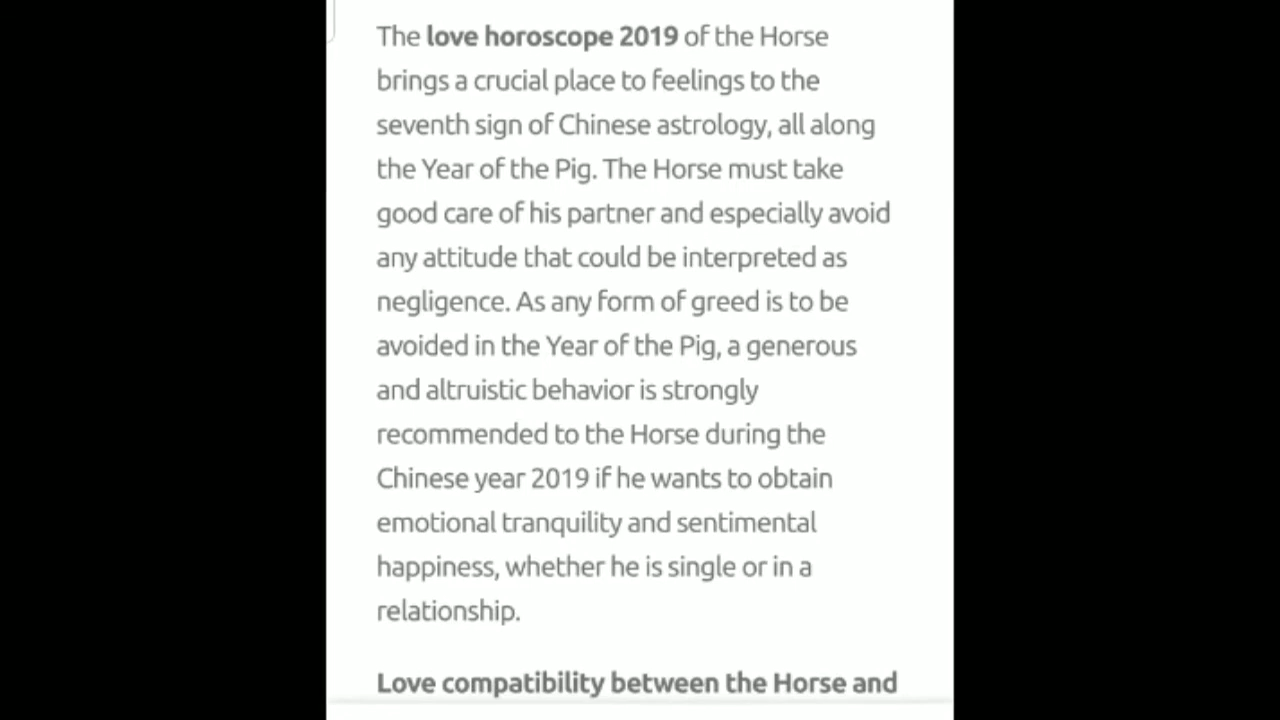 The love horoscope 2019 of the Horse
brings a crucial place to feelings to the
seventh sign of Chinese astrology, all along
the Year of the Pig. The Horse must take
good care of his partner and especially avoid
any attitude that could be interpreted as
negligence. As any form of greed is to be
avoided in the Year of the Pig, a generous
and altruistic behavior is strongly
recommended to the Horse during the
Chinese year 2019 if he wants to obtain
emotional tranquility and sentimental
happiness, whether he is single or in a
relationship.
Love compatibility between the Horse and